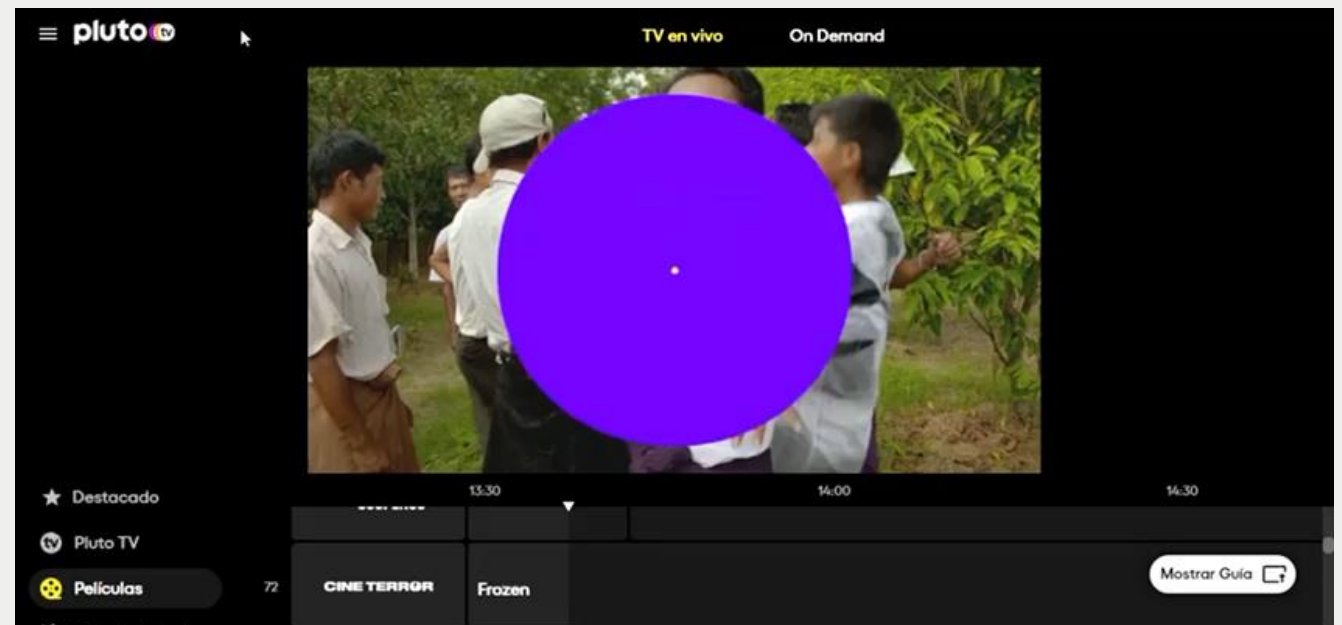 pluto tv
TV en vivo
On Demand
13:30
14:00
14:30
Destacado
Pluto TV
Películas
72
CINE TERROR
Frozen
Mostrar Guía